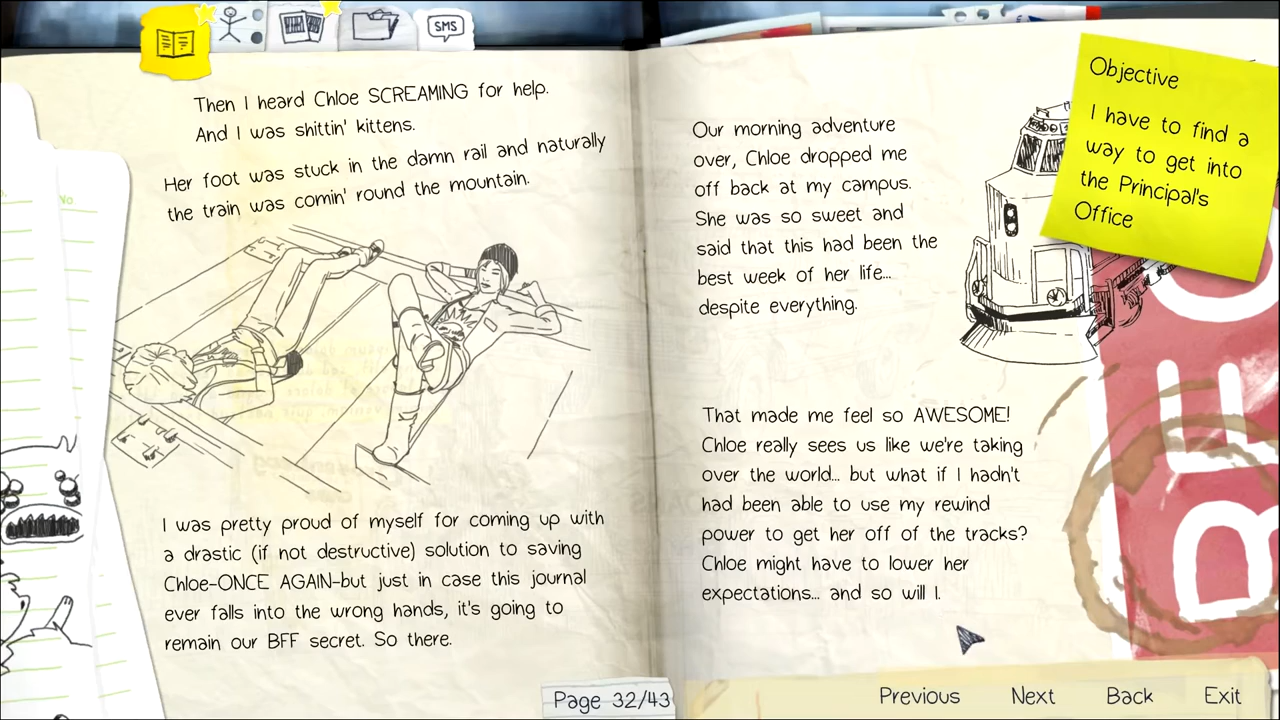 SMS
Then I heard Chloe SCREAMING for help.
And I was shittin' kittens.
Her foot was stuck in the damn rail and naturally
the train was comin' round the mountain.
I was pretty proud of myself for coming up with
a drastic (if not destructive) solution to saving
Chloe-ONCE AGAIN-but just in case this journal
ever falls into the wrong hands, it's going to
remain our BFF secret. So there.
Our morning adventure
over, Chloe dropped me
off back at my campus.
She was so sweet and
said that this had been the
best week of her life...
despite everything.
That made me feel so AWESOME!
Chloe really sees us like we're taking
over the world... but what if I hadn't
had been able to use my rewind
power to get her off of the tracks?
Chloe might have to lower her
expectations... and so will I.
Objective
I have to find a
way to get into
the Principal's
Office
Page 32/43
Previous Next Back Exit